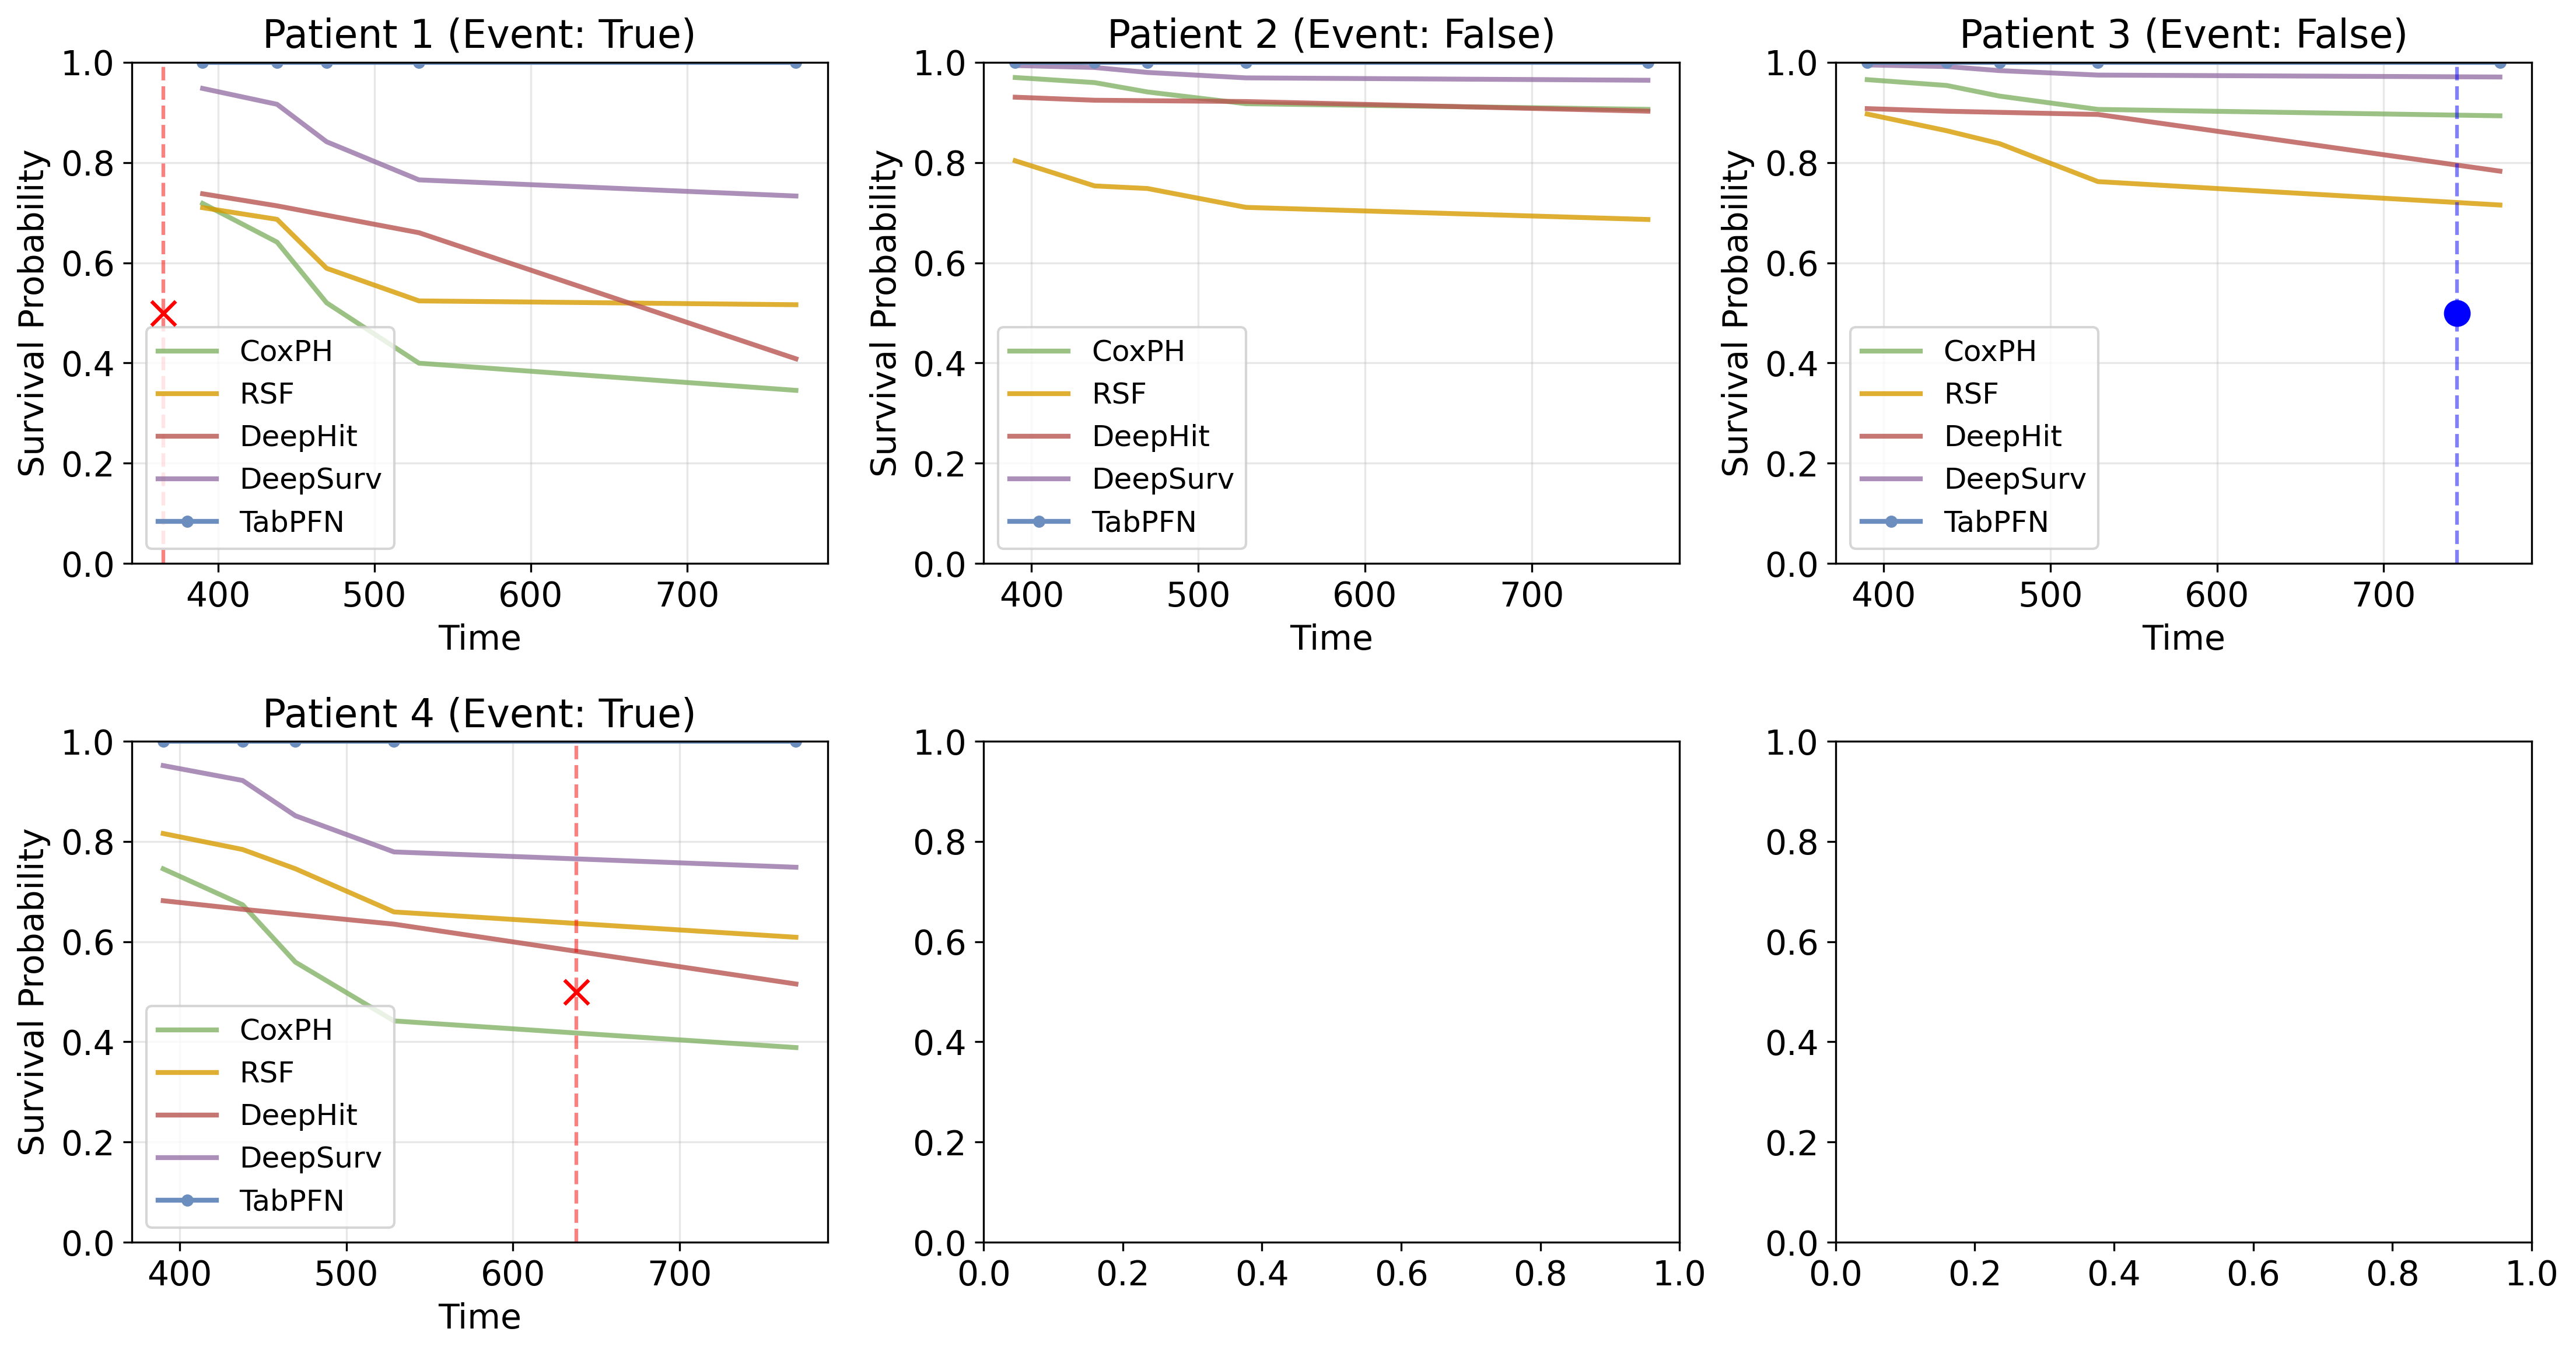 Patient 1 (Event: True)
1.0
0.8
0.6
0.4
0.2
0.0
Survival Probability
CoxPH
RSF
DeepHit
DeepSurv
TabPFN
400 500 600 700
Time
Patient 2 (Event: False)
1.0
0.8
0.6
0.4
0.2
0.0
Survival Probability
CoxPH
RSF
DeepHit
DeepSurv
TabPFN
400 500 600 700
Time
Patient 3 (Event: False)
1.0
0.8
0.6
0.4
0.2
0.0
Survival Probability
CoxPH
RSF
DeepHit
DeepSurv
TabPFN
400 500 600 700
Time
Patient 4 (Event: True)
1.0
0.8
0.6
0.4
0.2
0.0
Survival Probability
CoxPH
RSF
DeepHit
DeepSurv
TabPFN
400 500 600 700
Time
1.0
0.8
0.6
0.4
0.2
0.0
0.0 0.2 0.4 0.6 0.8 1.0
1.0
0.8
0.6
0.4
0.2
0.0
0.0 0.2 0.4 0.6 0.8 1.0